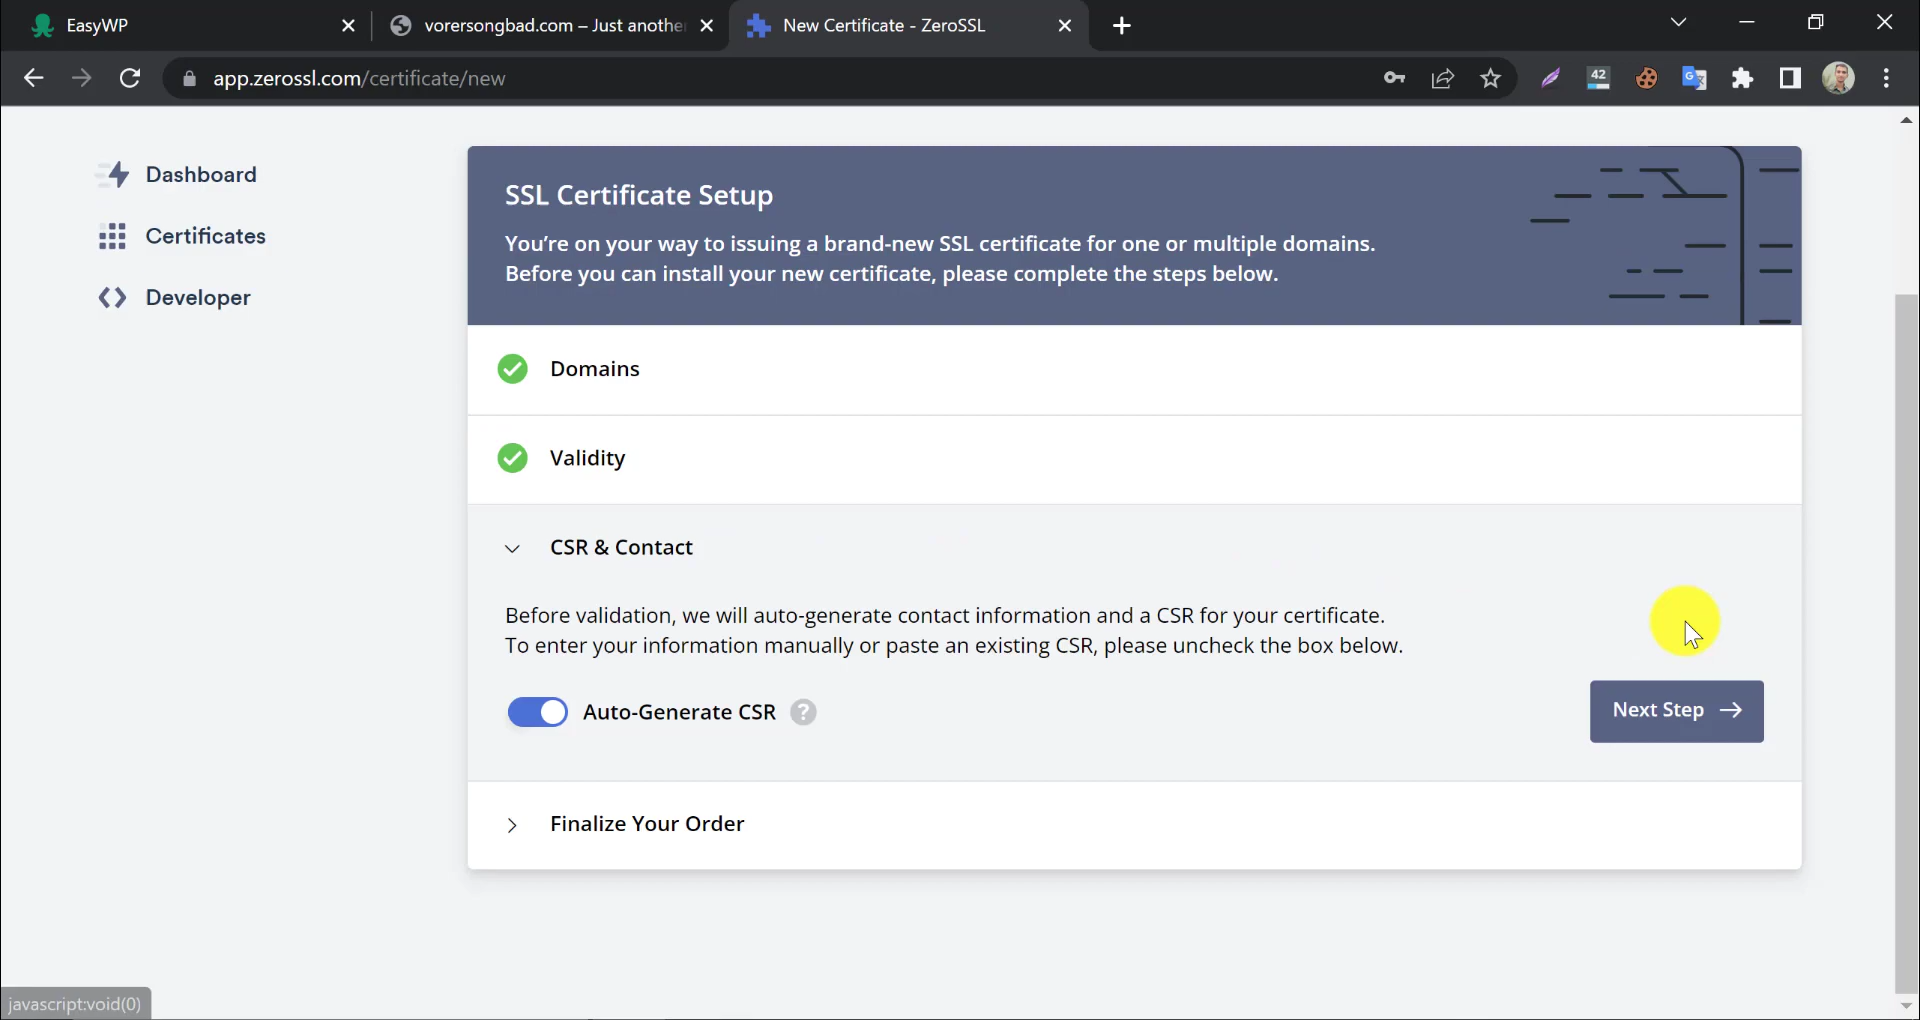 EasyWP
vorersongbad.com – Just anothe
New Certificate - ZeroSSL
app.zerossl.com/certificate/new
42
G
Dashboard
Certificates
Developer
SSL Certificate Setup
You're on your way to issuing a brand-new SSL certificate for one or multiple domains.
Before you can install your new certificate, please complete the steps below.
Domains
Validity
CSR & Contact
Before validation, we will auto-generate contact information and a CSR for your certificate.
To enter your information manually or paste an existing CSR, please uncheck the box below.
Auto-Generate CSR ?
Next Step
Finalize Your Order
javascript:void(0)